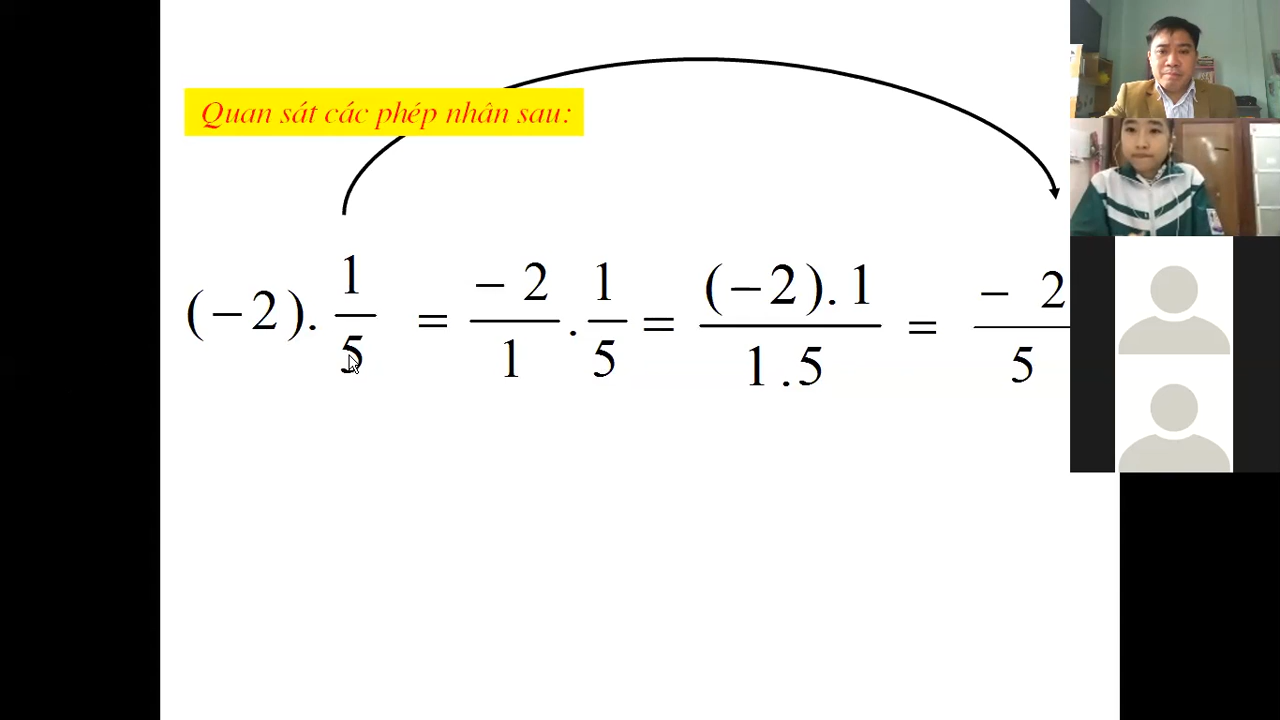 Quan sát các phép nhân sau:
(−2). 1/5 = − 2/1 . 1/5 = (−2). 1/1 .5 = − 2/5